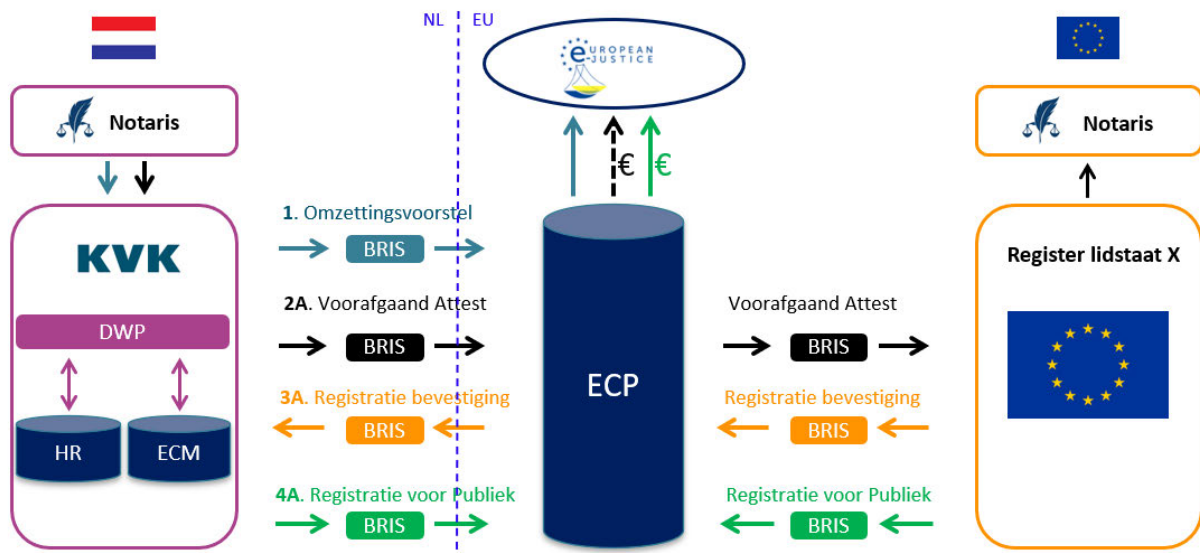 NL EU
EUROPEAN
e-JUSTICE
Notaris
Notaris
€ €
1. Omzettingsvoorstel
BRIS
KVK
Register lidstaat X
2A. Voorafgaand Attest
Voorafgaand Attest
DWP
BRIS
BRIS
ECP
3A. Registratie bevestiging
Registratie bevestiging
BRIS
BRIS
HR
ECM
4A. Registratie voor Publiek
Registratie voor Publiek
BRIS
BRIS